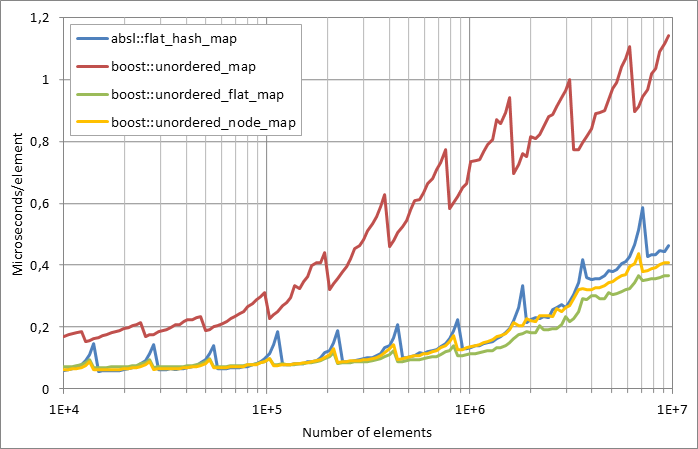 1,2
1
0,8
0,6
0,4
0,2
0
Microseconds/element
absl::flat_hash_map
boost::unordered_map
boost::unordered_flat_map
boost::unordered_node_map
1E+4
1E+5
1E+6
1E+7
Number of elements